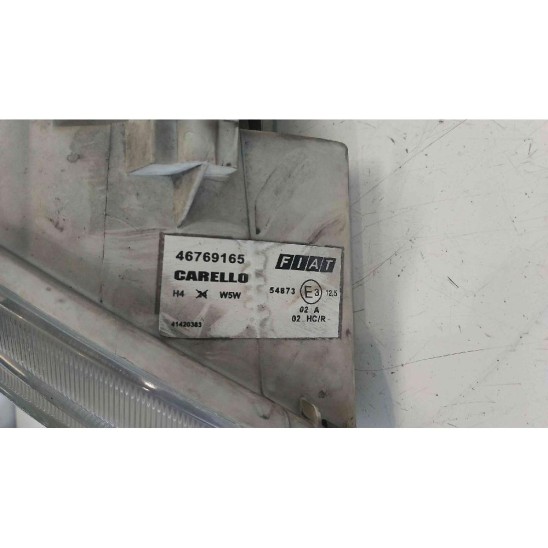 46769165
FIAT
CARELLO
54873 E3 12.5
H4 W5W
02 A
02 HC/R
41420383